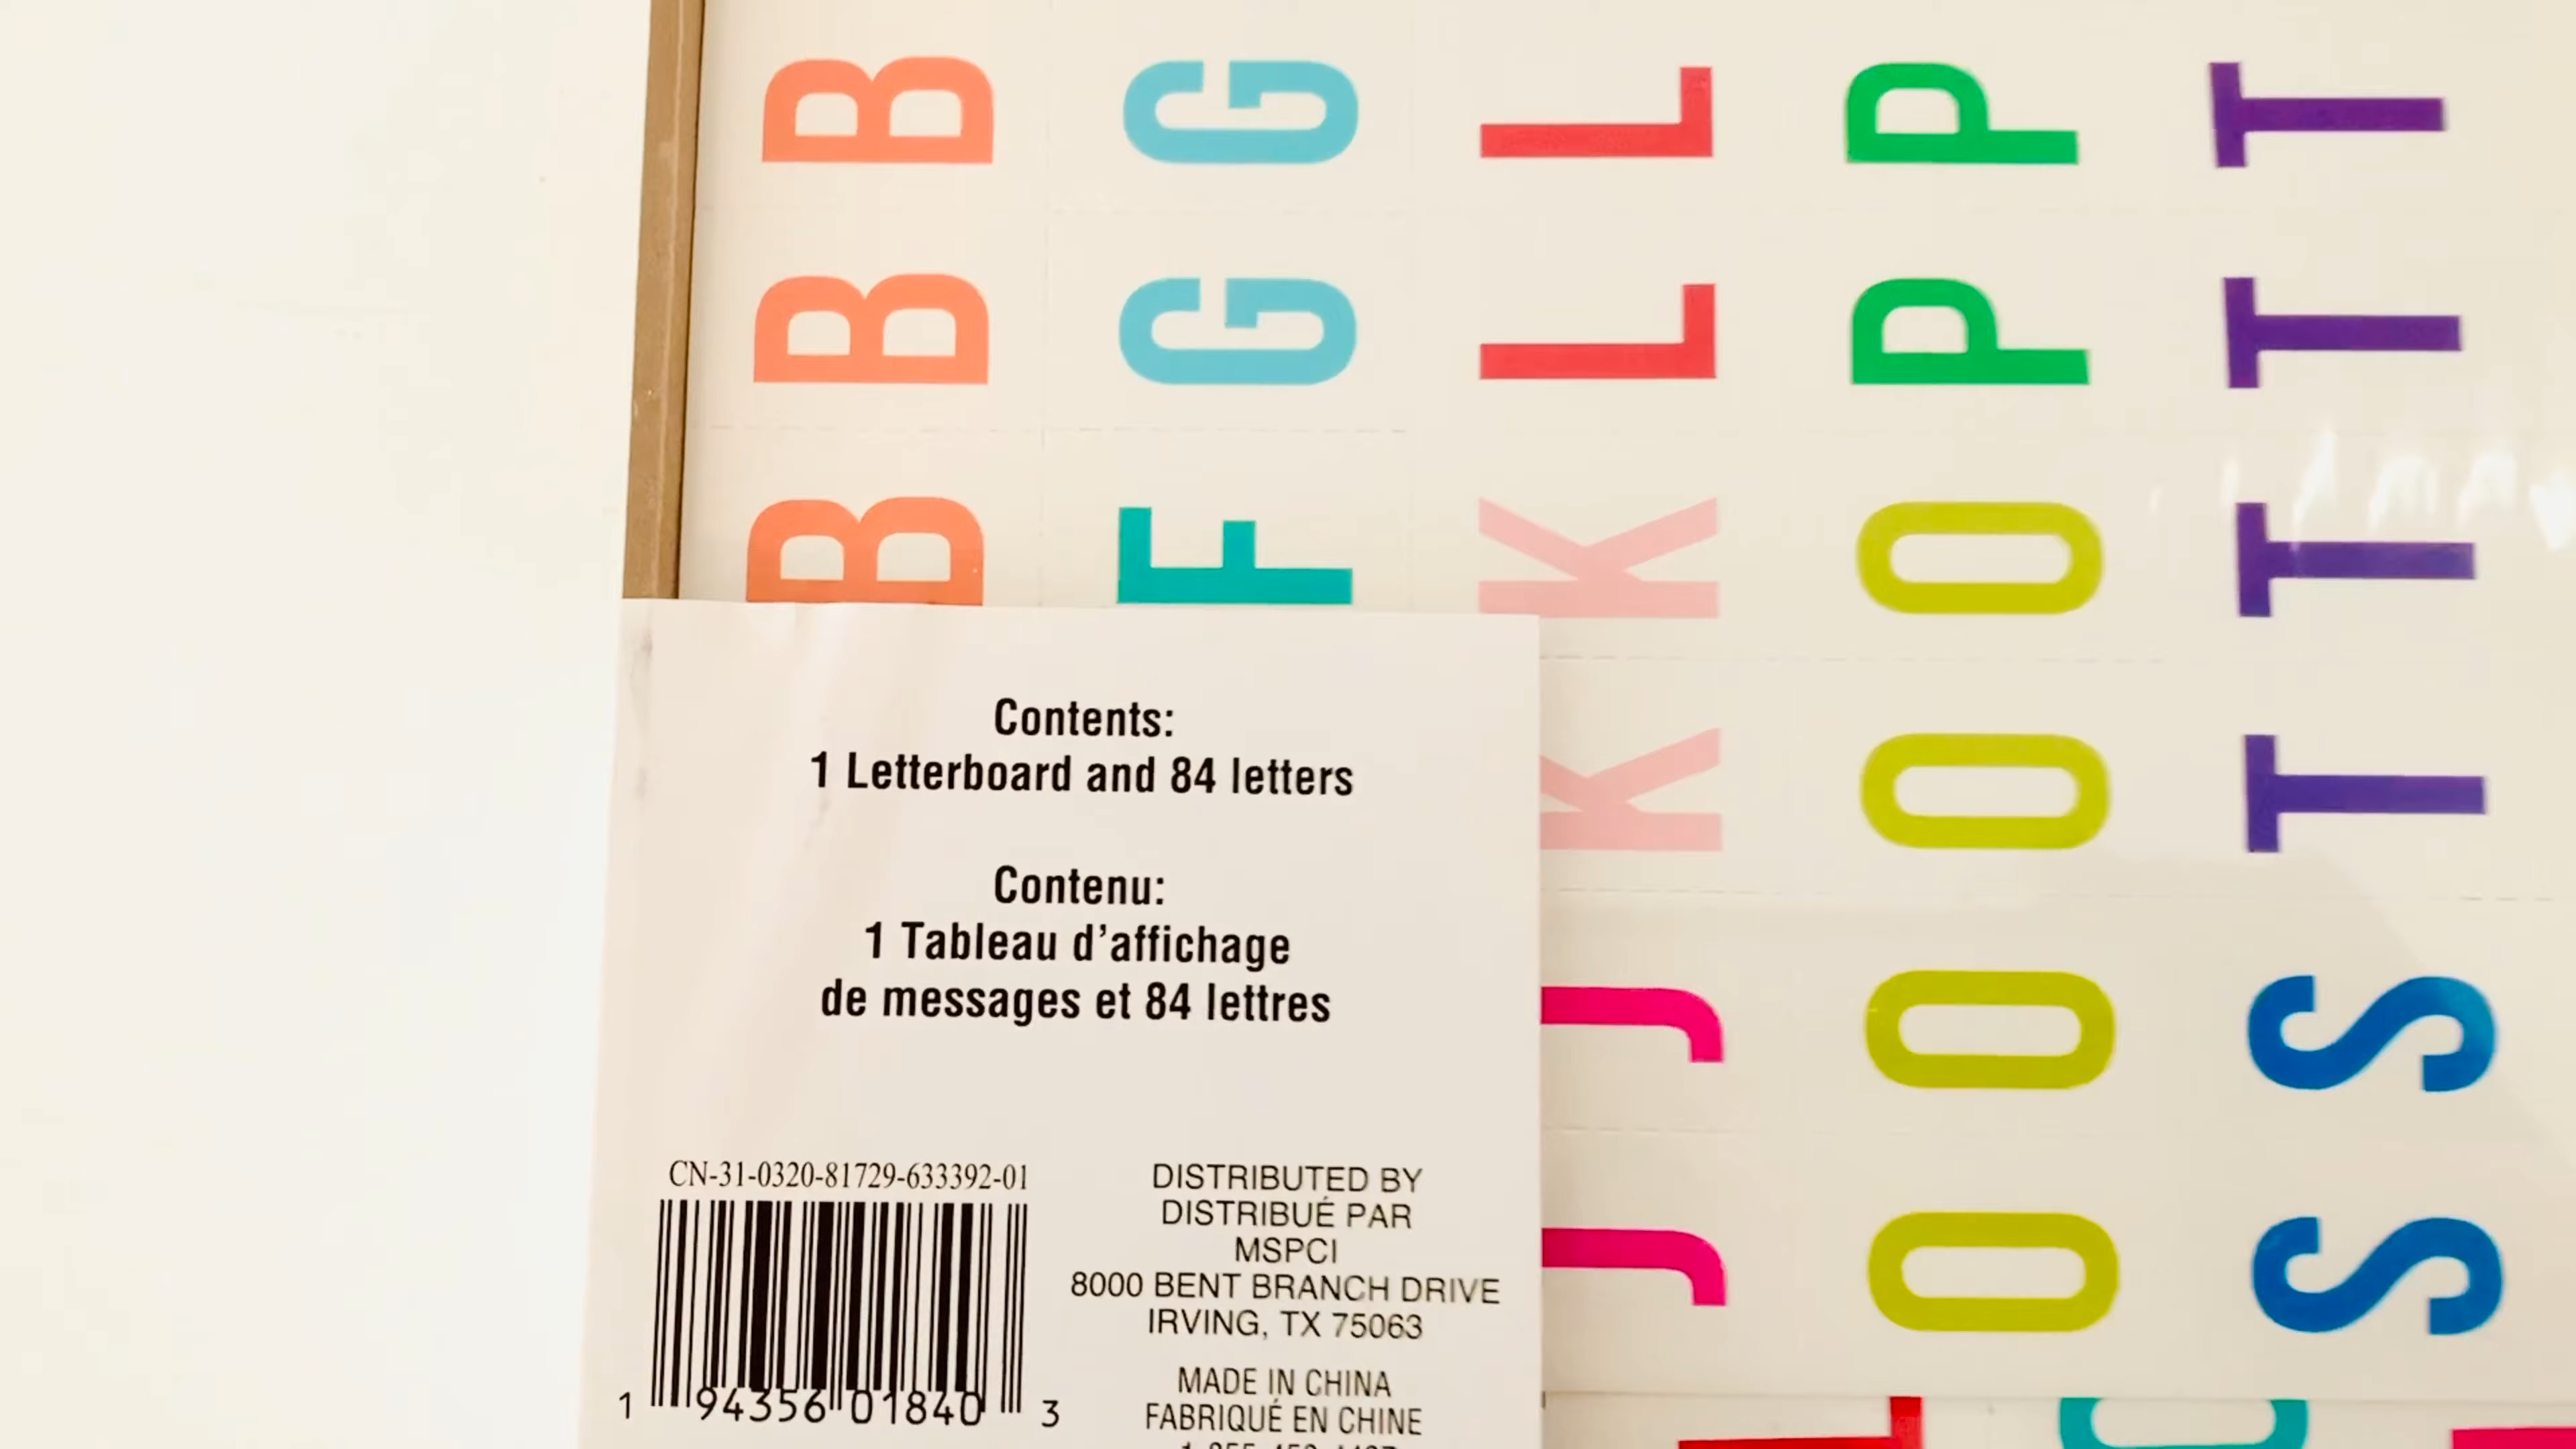 B G L P T
B G L P T
B F K O T
K O T
J O S
J O S
Contents:
1 Letterboard and 84 letters
Contenu:
1 Tableau d’affichage
de messages et 84 lettres
CN-31-0320-81729-633392-01
1 94356 01840 3
DISTRIBUTED BY
DISTRIBUÉ PAR
MSPCI
8000 BENT BRANCH DRIVE
IRVING, TX 75063
MADE IN CHINA
FABRIQUÉ EN CHINE